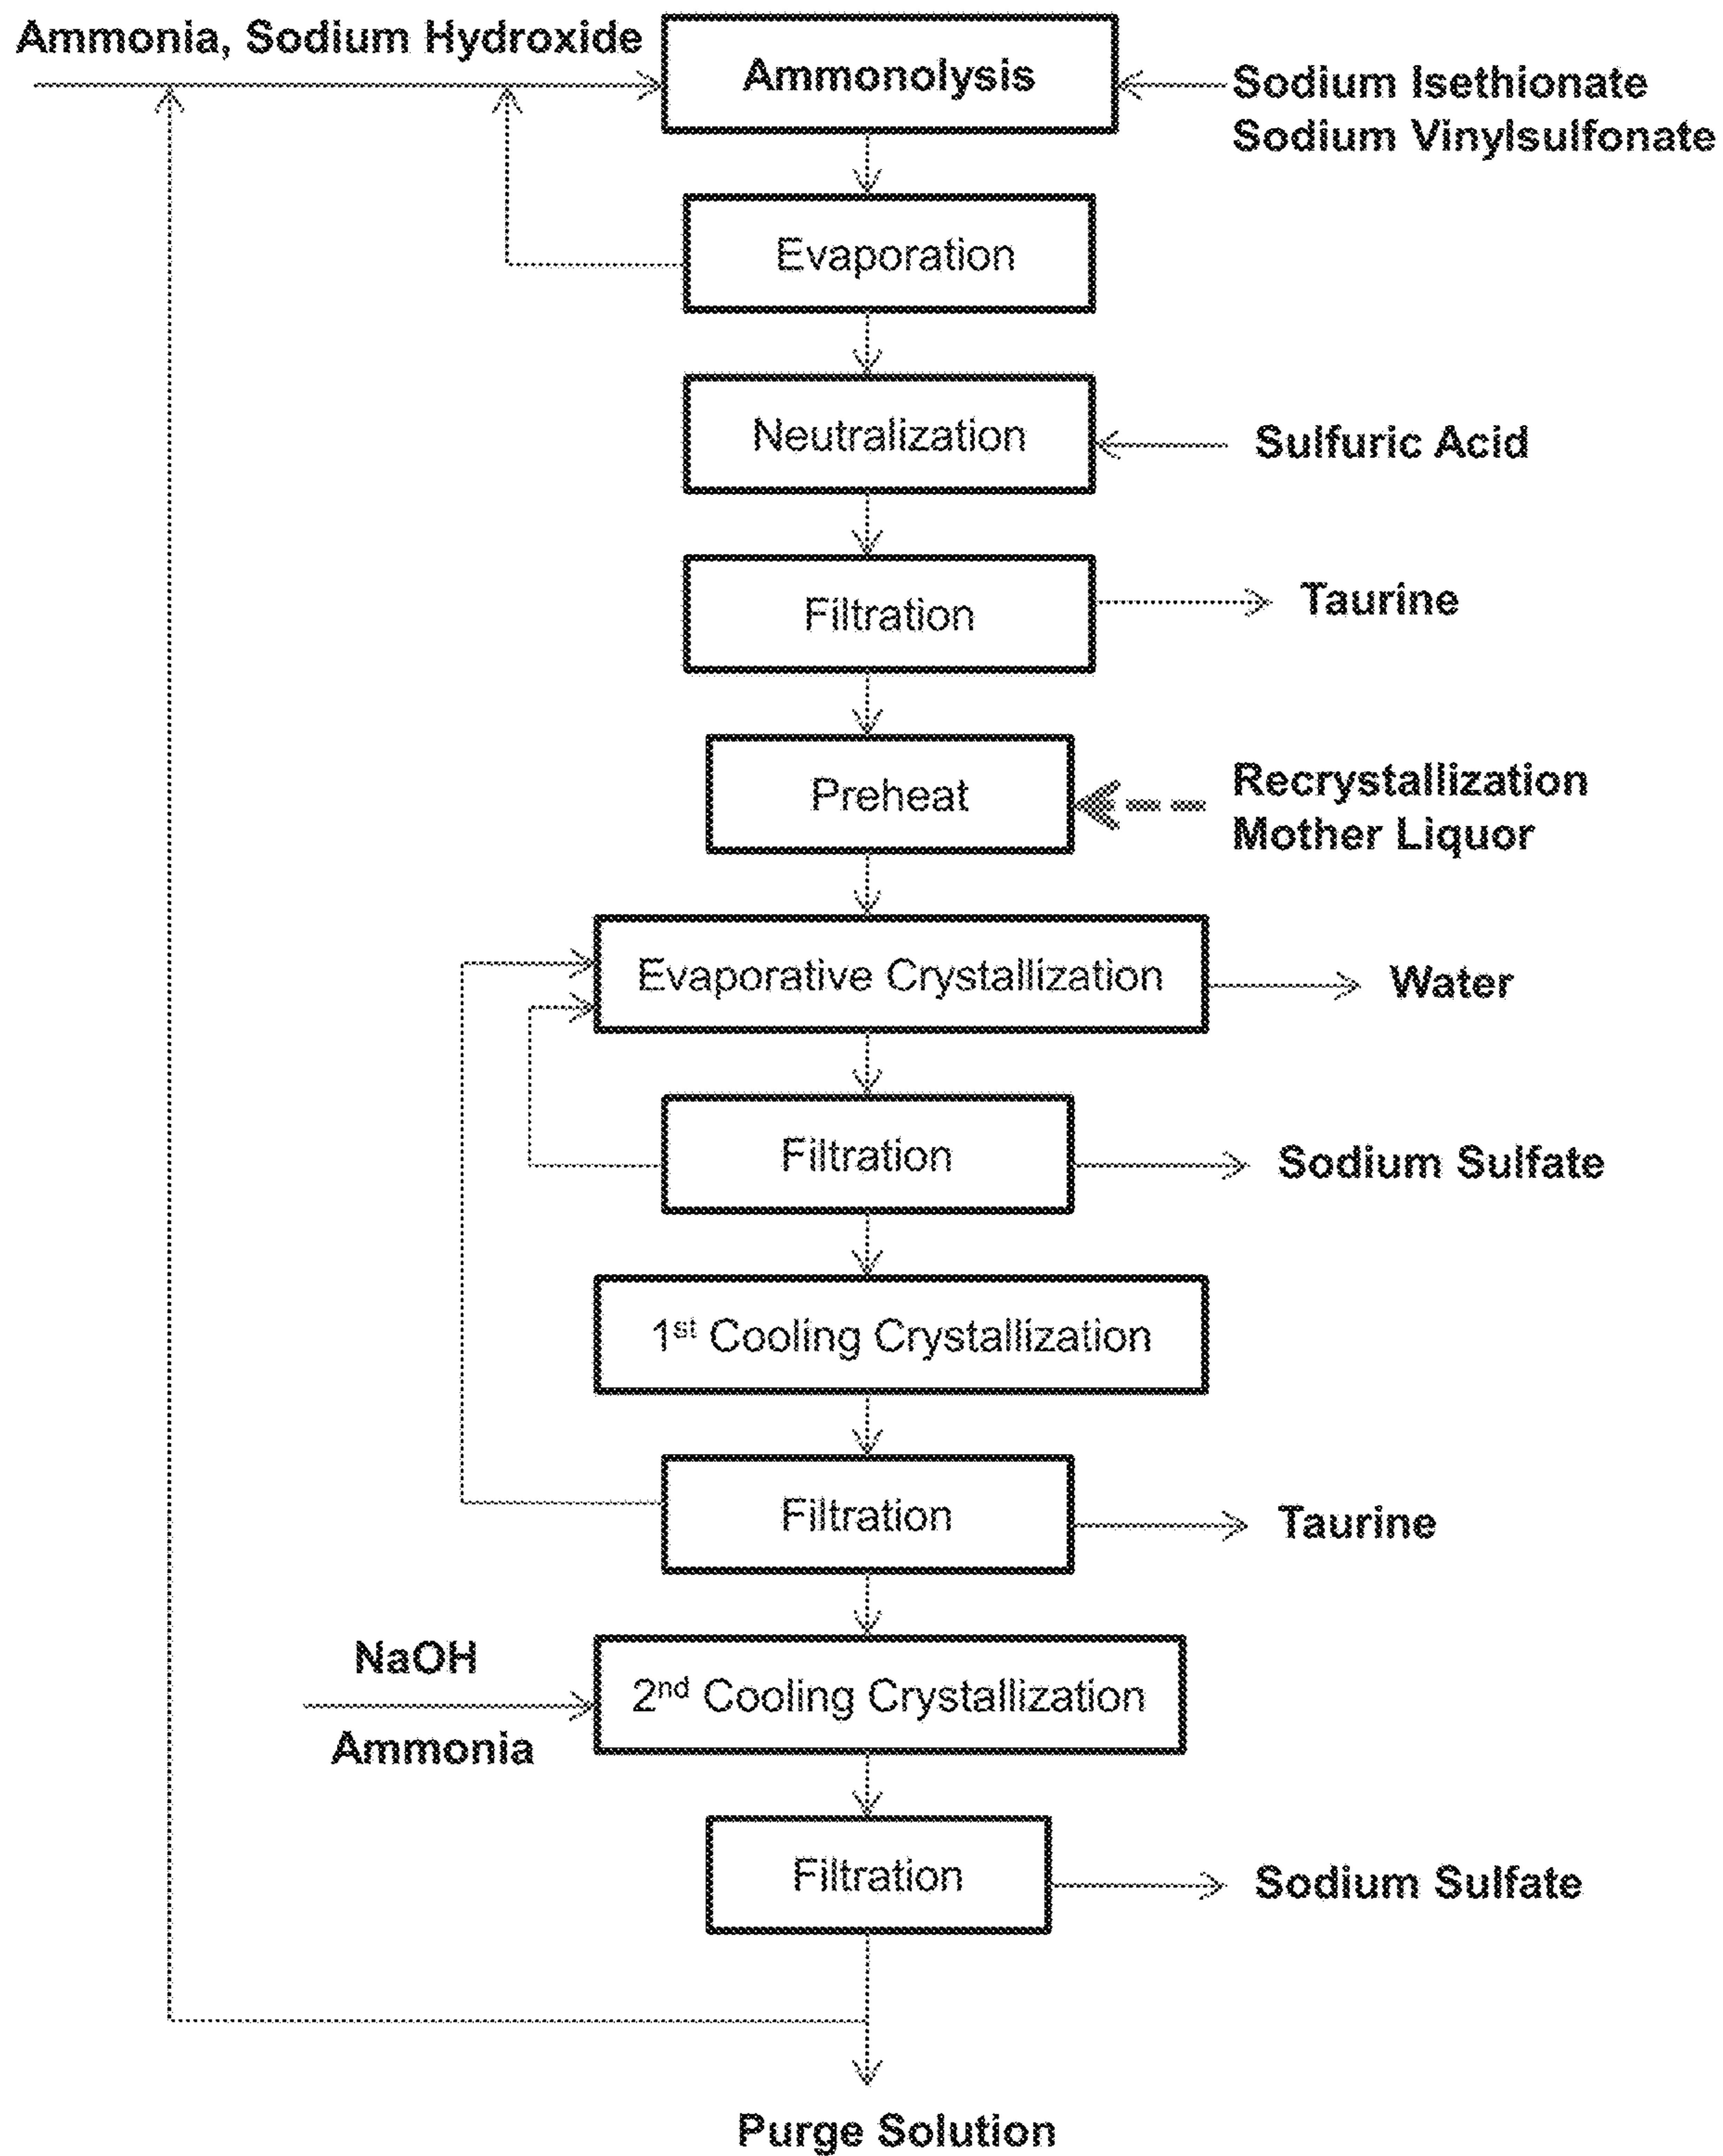 Ammonia, Sodium Hydroxide
Ammonolysis
Sodium Isethionate
Sodium Vinylsulfonate
Evaporation
Neutralization
Sulfuric Acid
Filtration
Taurine
Preheat
Recrystallization
Mother Liquor
Evaporative Crystallization
Water
Filtration
Sodium Sulfate
1st Cooling Crystallization
Filtration
Taurine
NaOH
Ammonia
2nd Cooling Crystallization
Filtration
Sodium Sulfate
Purge Solution